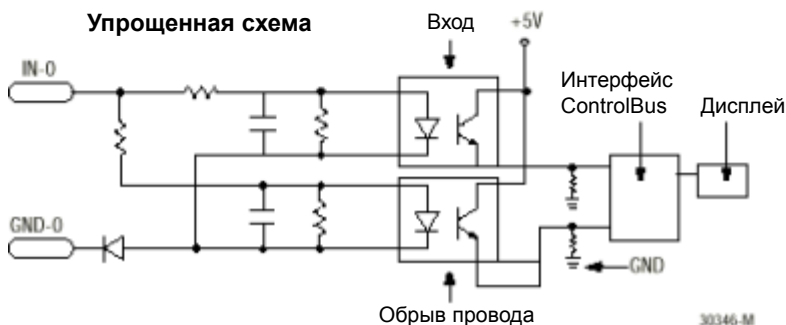 Упрощенная схема
Вход
+5V
IN-0
Интерфейс
ControlBus
Дисплей
GND-0
GND
Обрыв провода
30346-M